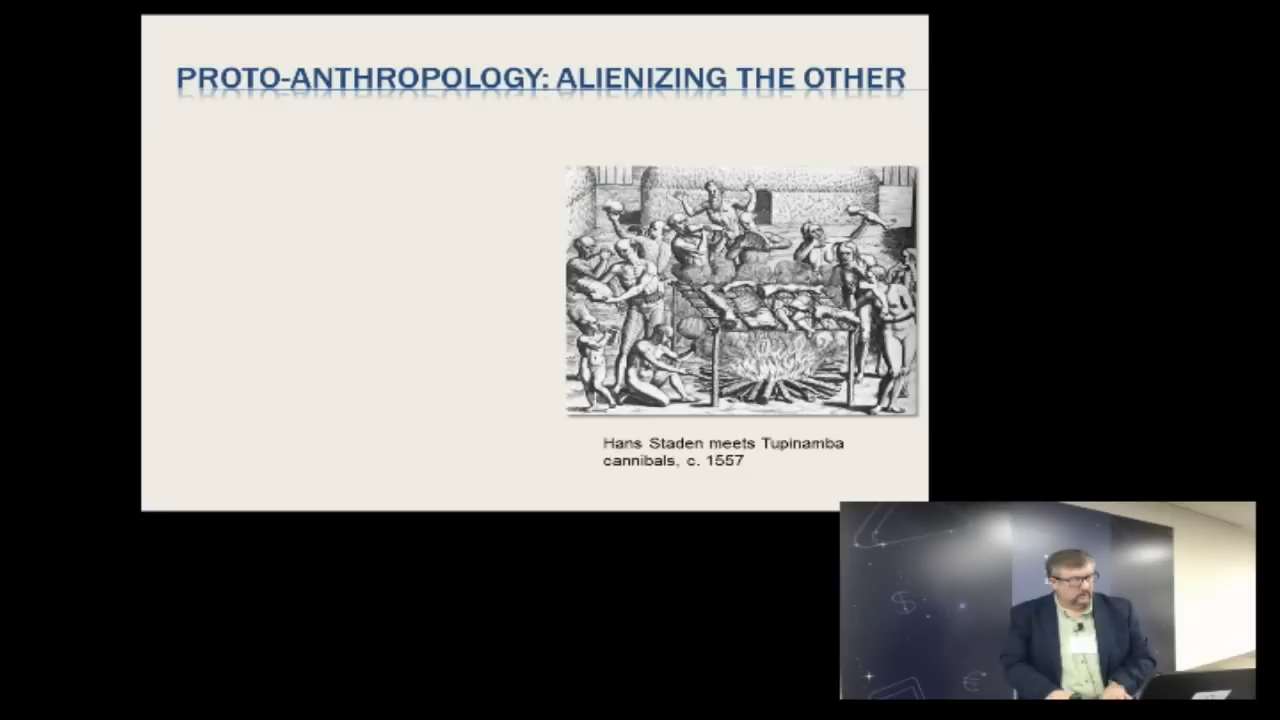 PROTO-ANTHROPOLOGY: ALIENIZING THE OTHER
Hans Staden meets Tupinamba
cannibals, c. 1557
$
€